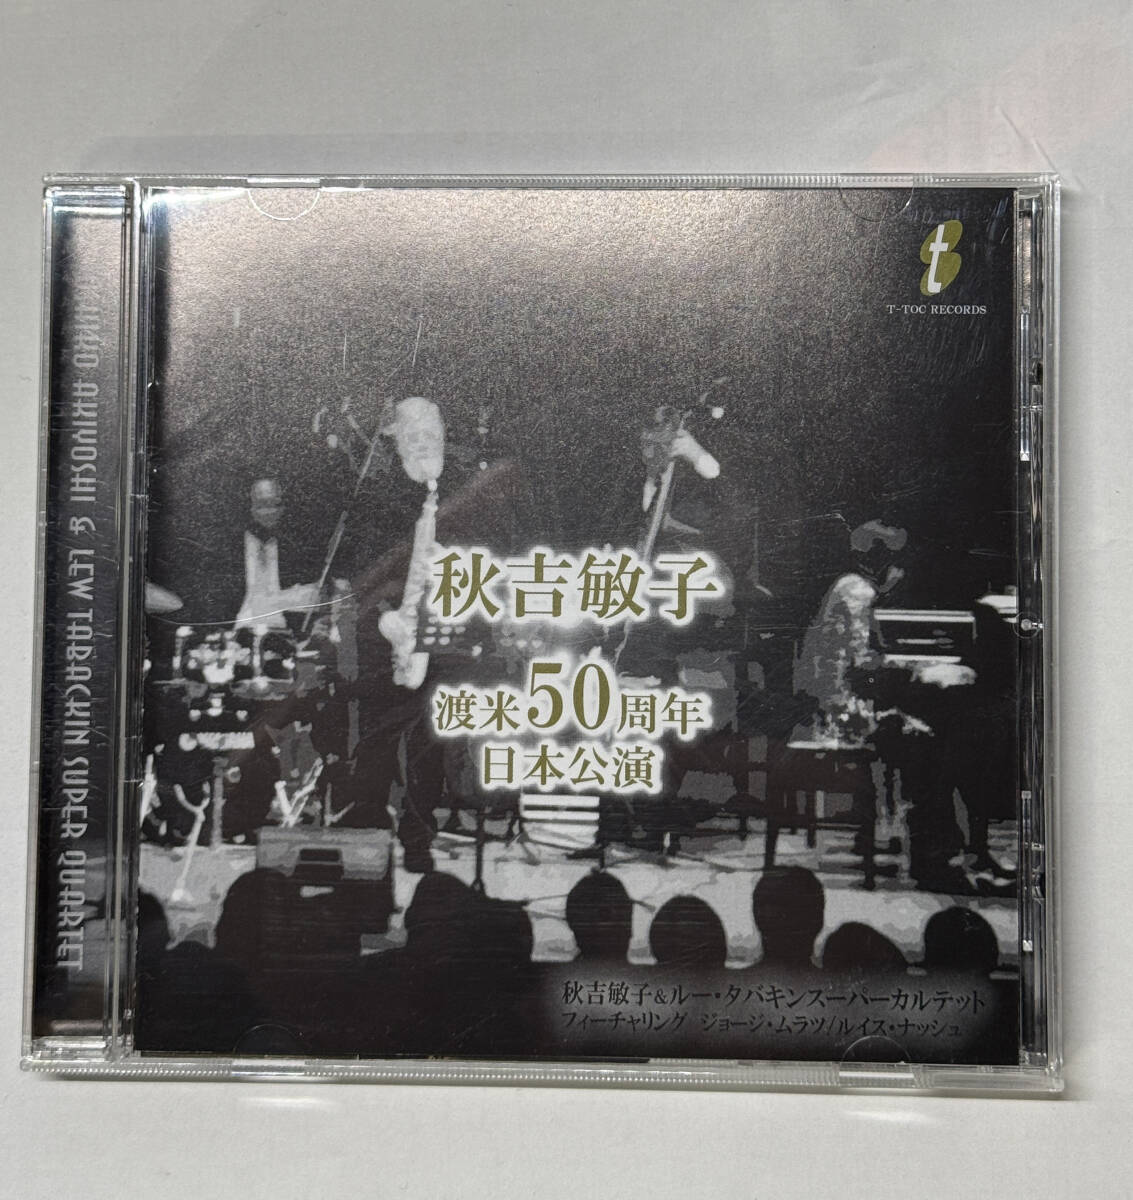 T-TOC RECORDS
秋吉敏子
渡米50周年
日本公演
秋吉敏子&ルー・タバキンスーパーカルテット
フィーチャリング ジョージ・ムラツ/ルイス・ナッシュ
AKIYOSHI & LEW TABACKIN SUPER QUARTET
YAMAHA